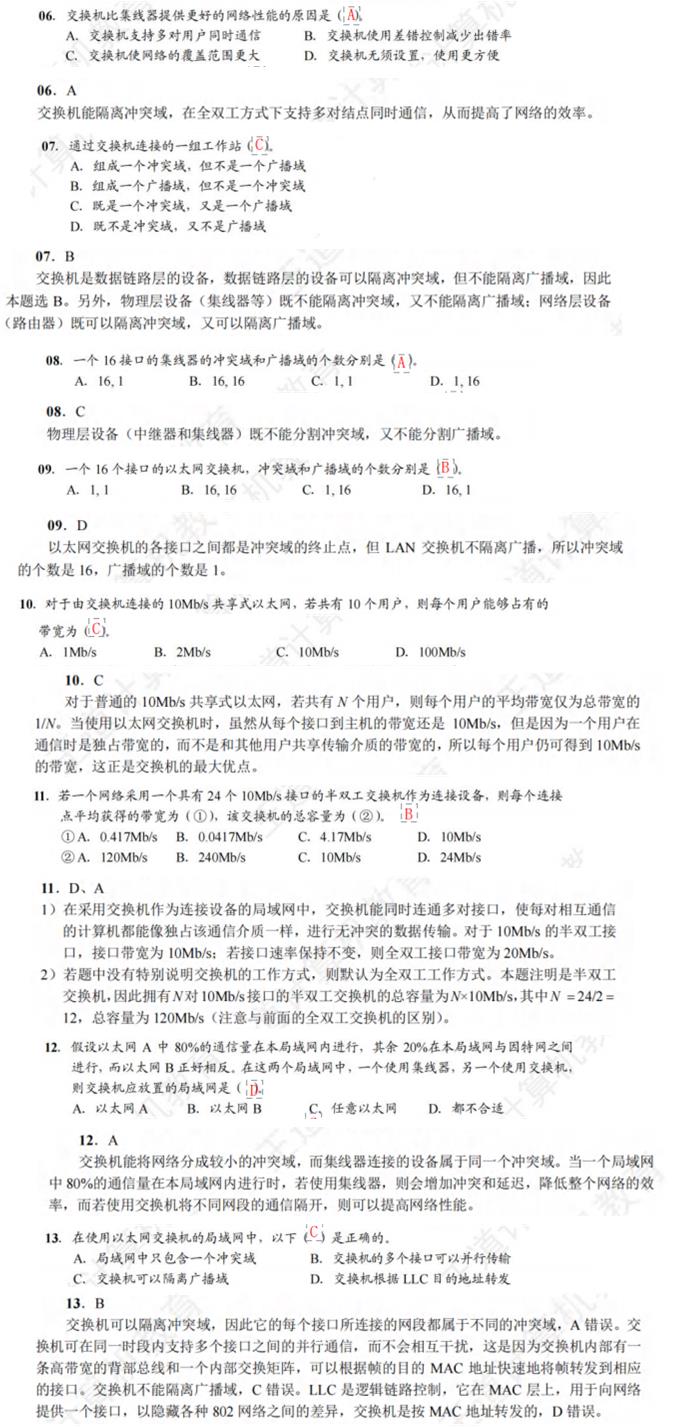 06. 交换机比集线器提供更好的网络性能的原因是（A）。
A. 交换机支持多对用户同时通信 B. 交换机使用差错控制减少出错率
C. 交换机使网络的覆盖范围更大 D. 交换机无须设置，使用更方便
06. A
交换机能隔离冲突域，在全双工方式下支持多对结点同时通信，从而提高了网络的效率。
07. 通过交换机连接的一组工作站（C）。
A. 组成一个冲突域，但不是一个广播域
B. 组成一个广播域，但不是一个冲突域
C. 既是一个冲突域，又是一个广播域
D. 既不是冲突域，又不是广播域
07. B
交换机是数据链路层的设备，数据链路层的设备可以隔离冲突域，但不能隔离广播域，因此
本题选 B。另外，物理层设备（集线器等）既不能隔离冲突域，又不能隔离广播域；网络层设备
（路由器）既可以隔离冲突域，又可以隔离广播域。
08. 一个 16 接口的集线器的冲突域和广播域的个数分别是（A）。
A. 16, 1 B. 16, 16 C. 1, 1 D. 1, 16
08. C
物理层设备（中继器和集线器）既不能分割冲突域，又不能分割广播域。
09. 一个 16 个接口的以太网交换机，冲突域和广播域的个数分别是（B）。
A. 1, 1 B. 16, 16 C. 1, 16 D. 16, 1
09. D
以太网交换机的各接口之间都是冲突域的终止点，但 LAN 交换机不隔离广播，所以冲突域
的个数是 16，广播域的个数是 1。
10. 对于由交换机连接的 10Mb/s 共享式以太网，若共有 10 个用户，则每个用户能够占有的
带宽为（C）。
A. 1Mb/s B. 2Mb/s C. 10Mb/s D. 100Mb/s
10. C
对于普通的 10Mb/s 共享式以太网，若共有 N 个用户，则每个用户的平均带宽仅为总带宽的
1/N。当使用以太网交换机时，虽然从每个接口到主机的带宽还是 10Mb/s，但是因为一个用户在
通信时是独占带宽的，而不是和其他用户共享传输介质的带宽的，所以每个用户仍可得到 10Mb/s
的带宽，这正是交换机的最大优点。
11. 若一个网络采用一个具有 24 个 10Mb/s 接口的半双工交换机作为连接设备，则每个连接
点平均获得的带宽为（①），该交换机的总容量为（②）。 B
① A. 0.417Mb/s B. 0.0417Mb/s C. 4.17Mb/s D. 10Mb/s
② A. 120Mb/s B. 240Mb/s C. 10Mb/s D. 24Mb/s
11. D、A
1）在采用交换机作为连接设备的局域网中，交换机能同时连通多对接口，使每对相互通信
的计算机都能像独占该通信介质一样，进行无冲突的数据传输。对于 10Mb/s 的半双工接
口，接口带宽为 10Mb/s；若接口速率保持不变，则全双工接口带宽为 20Mb/s。
2）若题中没有特别说明交换机的工作方式，则默认为全双工工作方式。本题注明是半双工
交换机，因此拥有 N 对 10Mb/s 接口的半双工交换机的总容量为 N×10Mb/s，其中 N = 24/2 =
12，总容量为 120Mb/s（注意与前面的全双工交换机的区别）。
12. 假设以太网 A 中 80%的通信量在本局域网内进行，其余 20%在本局域网与因特网之间
进行，而以太网 B 正好相反。在这两个局域网中，一个使用集线器，另一个使用交换机，
则交换机应放置的局域网是（D）
A. 以太网 A B. 以太网 B C. 任意以太网 D. 都不合适
12. A
交换机能将网络分成较小的冲突域，而集线器连接的设备属于同一个冲突域。当一个局域网
中 80%的通信量在本局域网内进行时，若使用集线器，则会增加冲突和延迟，降低整个网络的效
率，而若使用交换机将不同网段的通信隔开，则可以提高网络性能。
13. 在使用以太网交换机的局域网中，以下（C）是正确的。
A. 局域网中只包含一个冲突域 B. 交换机的多个接口可以并行传输
C. 交换机可以隔离广播域 D. 交换机根据 LLC 目的地址转发
13. B
交换机可以隔离冲突域，因此它的每个接口所连接的网段都属于不同的冲突域，A 错误。交
换机可在同一时段内支持多个接口之间的并行通信，而不会相互干扰，这是因为交换机内部有一
条高带宽的背部总线和一个内部交换矩阵，可以根据帧的目的 MAC 地址快速地将帧转发到相应
的接口。交换机不能隔离广播域，C 错误。LLC 是逻辑链路控制，它在 MAC 层上，用于向网络
提供一个接口，以隐藏各种 802 网络之间的差异，交换机是按 MAC 地址转发的，D 错误。